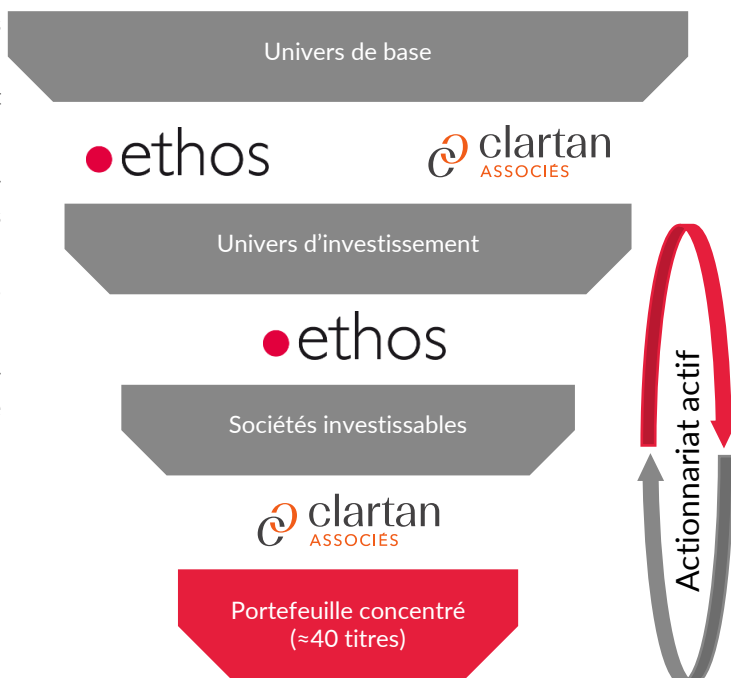 Univers de base
ethos
clartan
ASSOCIÉS
Univers d'investissement
ethos
Sociétés investissables
clartan
ASSOCIÉS
Portefeuille concentré
(≈40 titres)
Actionnariat actif